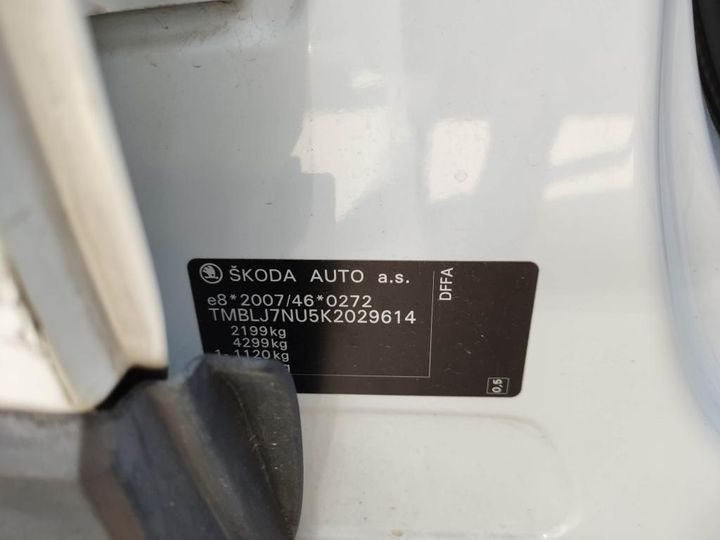 ŠKODA AUTO a.s.
e8*2007/46*0272
TMBLJ7NU5K2029614
2199kg
4299kg
1- 1120kg
DFFA
0,5